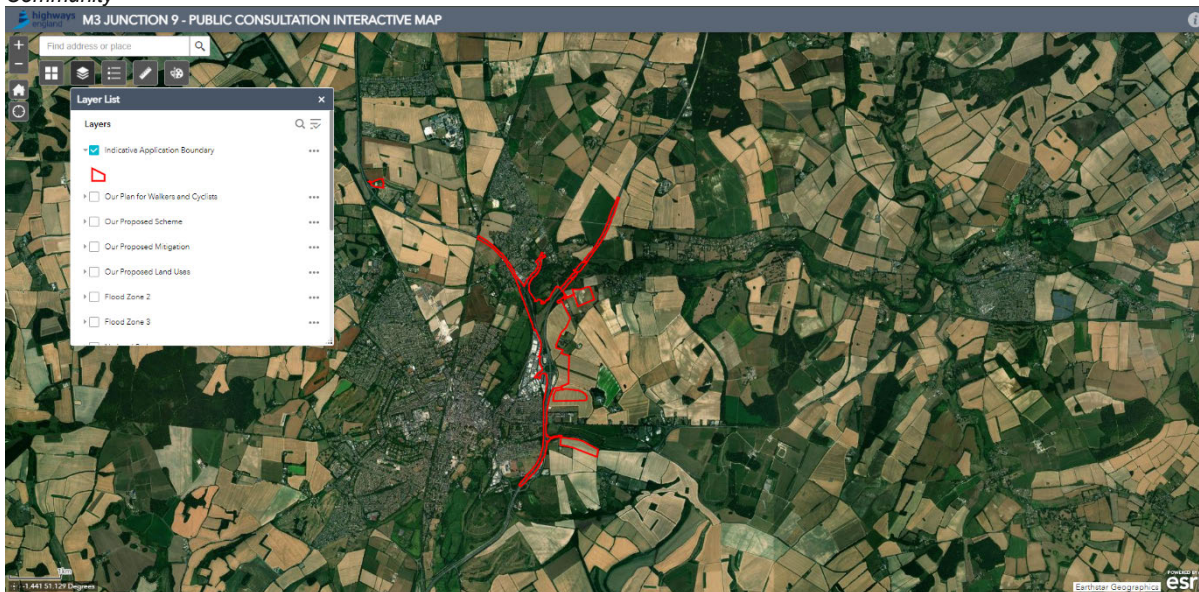 Community
highways
england
M3 JUNCTION 9 - PUBLIC CONSULTATION INTERACTIVE MAP
Find address or place
Layer List
Layers
Indicative Application Boundary
Our Plan for Walkers and Cyclists
Our Proposed Scheme
Our Proposed Mitigation
Our Proposed Land Uses
Flood Zone 2
Flood Zone 3
-1.441 51.129 Degrees
Earthstar Geographics
POWERED BY
esri